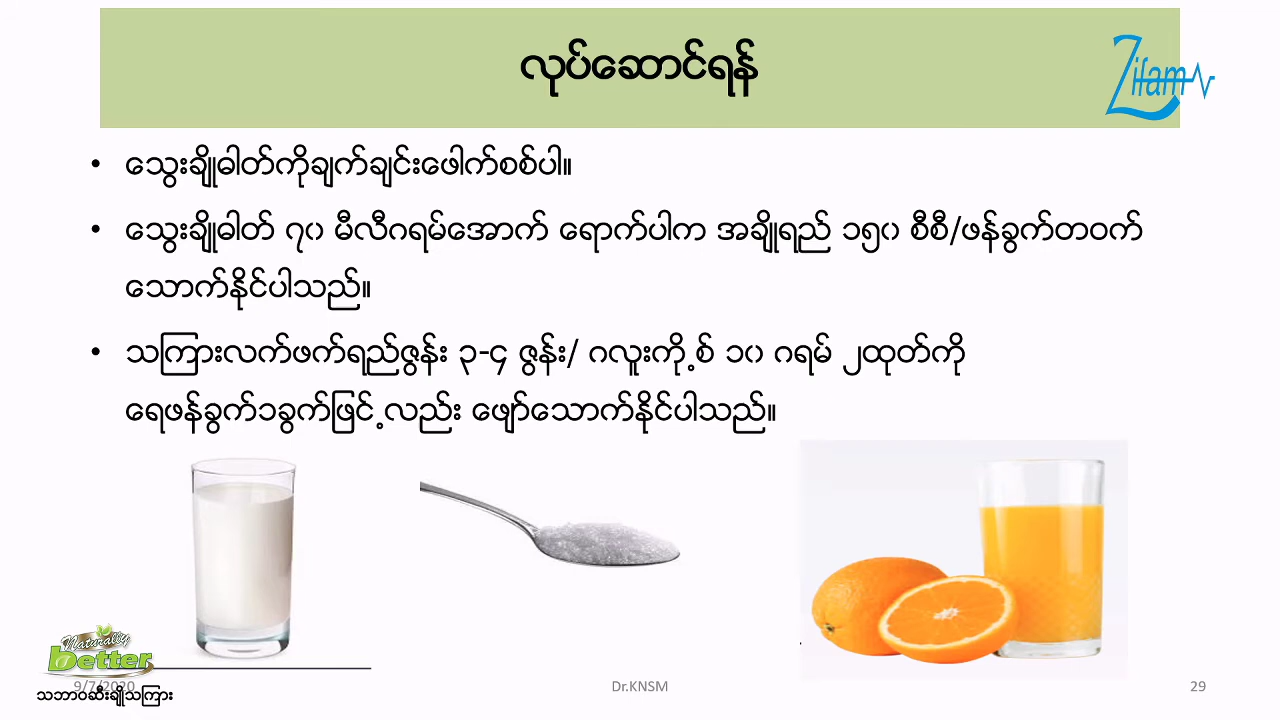 လုပ်ဆောင်ရန်
Zifam
• သွေးချိုဓါတ်ကိုချက်ချင်းဖေါက်စစ်ပါ။
• သွေးချိုဓါတ် ၇၀ မီလီဂရမ်အောက် ရောက်ပါက အချိုရည် ၁၅၀ စီစီ/ဖန်ခွက်တဝက်
သောက်နိုင်ပါသည်။
• သကြားလက်ဖက်ရည်ဇွန်း ၃-၄ ဇွန်း/ ဂလူးကို့စ် ၁၀ ဂရမ် ၂ထုတ်ကို
ရေဖန်ခွက်၁ခွက်ဖြင့်လည်း ဖျော်သောက်နိုင်ပါသည်။
Naturally
better
သဘာဝဆီးချိုသကြား
9/7/2020
Dr.KNSM
29